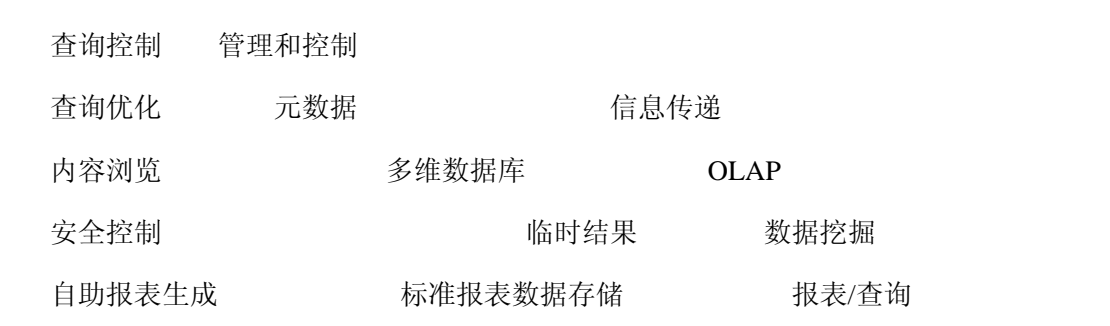 查询控制 管理和控制
查询优化 元数据 信息传递
内容浏览 多维数据库 OLAP
安全控制 临时结果 数据挖掘
自助报表生成 标准报表数据存储 报表/查询